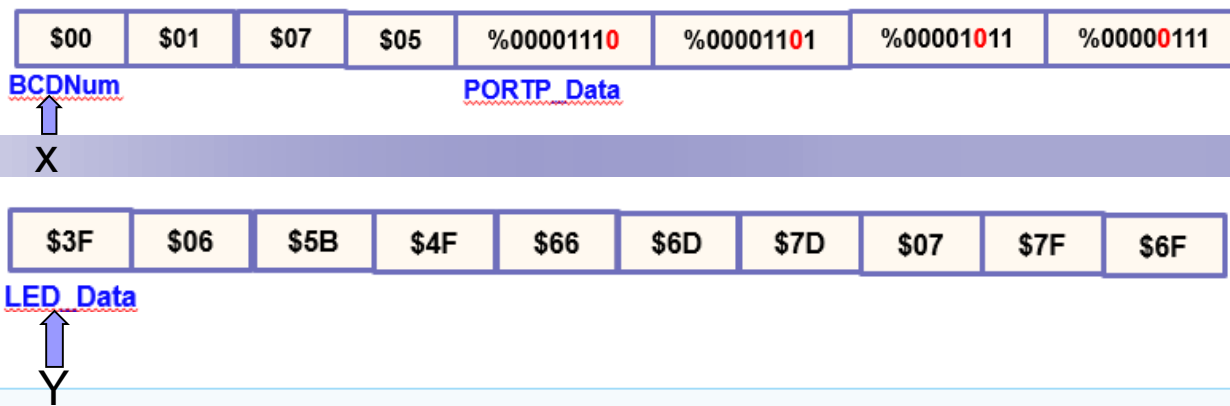 $00 $01 $07 $05 %00001110 %00001101 %00001011 %00000111
BCDNum PORTP_Data
X
$3F $06 $5B $4F $66 $6D $7D $07 $7F $6F
LED_Data
Y